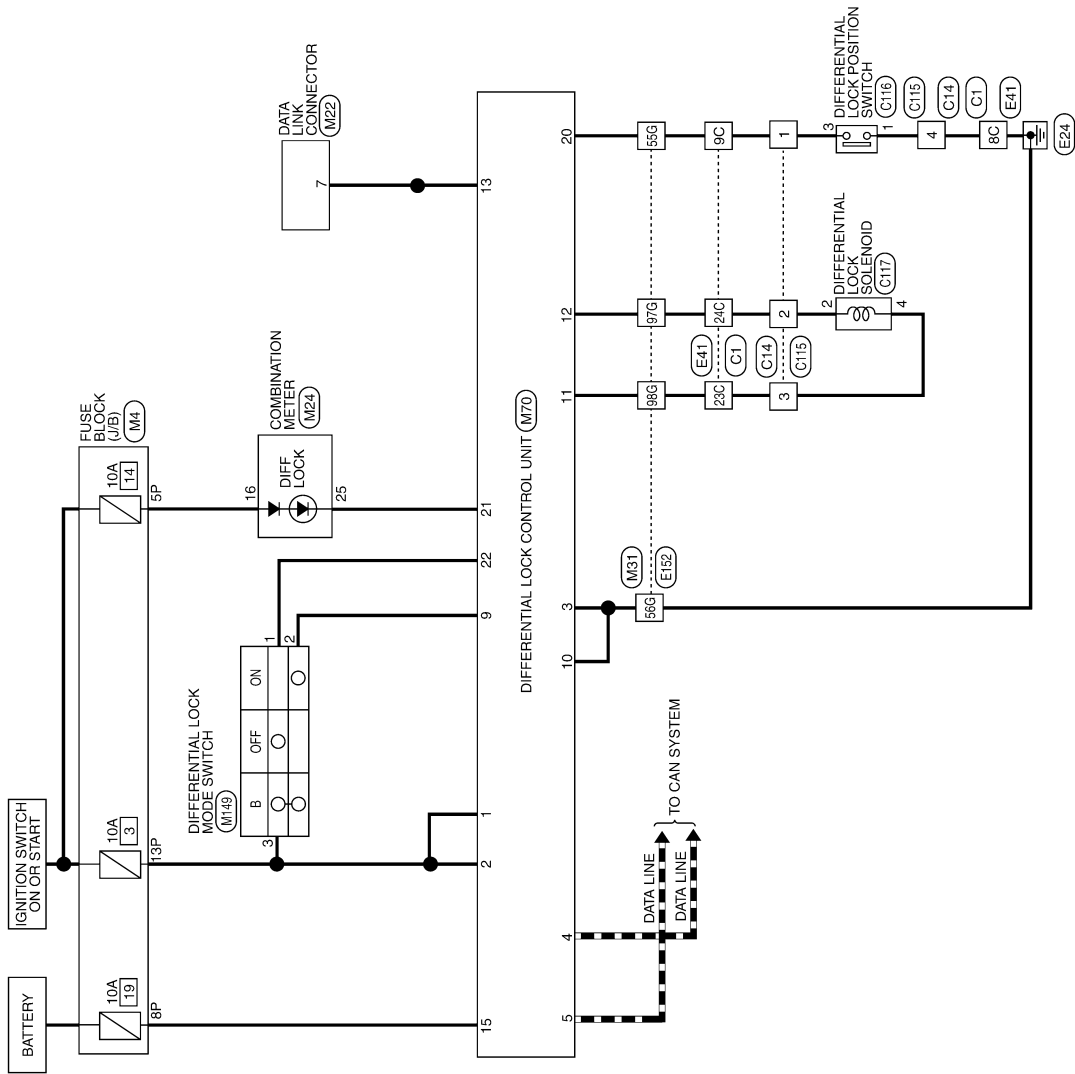 BATTERY
IGNITION SWITCH
ON OR START
FUSE
BLOCK
(J/B)
M4
10A
19
8P
10A
3
13P
10A
14
5P
DIFFERENTIAL LOCK
MODE SWITCH
M149
B
OFF
ON
3
1
2
COMBINATION
METER
M24
DIFF
LOCK
16
25
DATA
LINK
CONNECTOR
M22
7
15
2
1
9
22
21
13
DIFFERENTIAL LOCK CONTROL UNIT
M70
5
4
10
3
11
12
20
DATA LINE
DATA LINE
TO CAN SYSTEM
M31
E152
56G
98G
97G
55G
E41
C1
23C
24C
9C
C14
C115
3
2
1
DIFFERENTIAL
LOCK
SOLENOID
C117
2
4
DIFFERENTIAL
LOCK POSITION
SWITCH
C116
3
1
C115
C14
4
C1
E41
8C
E24